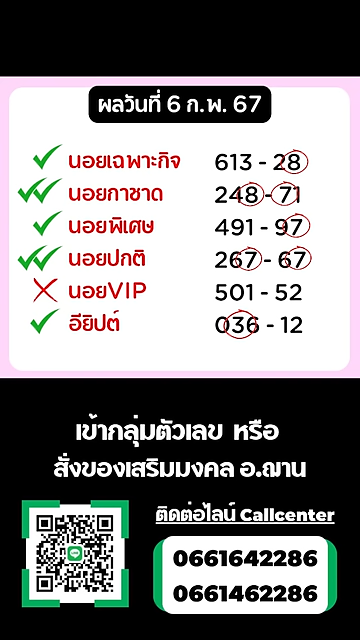 ผลวันที่ 6 ก.พ. 67
นอยเฉพาะกิจ 613 - 28
นอยกาชาด 248 - 71
นอยพิเศษ 491 - 97
นอยปกติ 267 - 67
นอยVIP 501 - 52
อียิปต์ 036 - 12
เข้ากลุ่มตัวเลข หรือ
สั่งของเสริมมงคล อ.ฌาน
ติดต่อไลน์ Callcenter
0661642286
0661462286